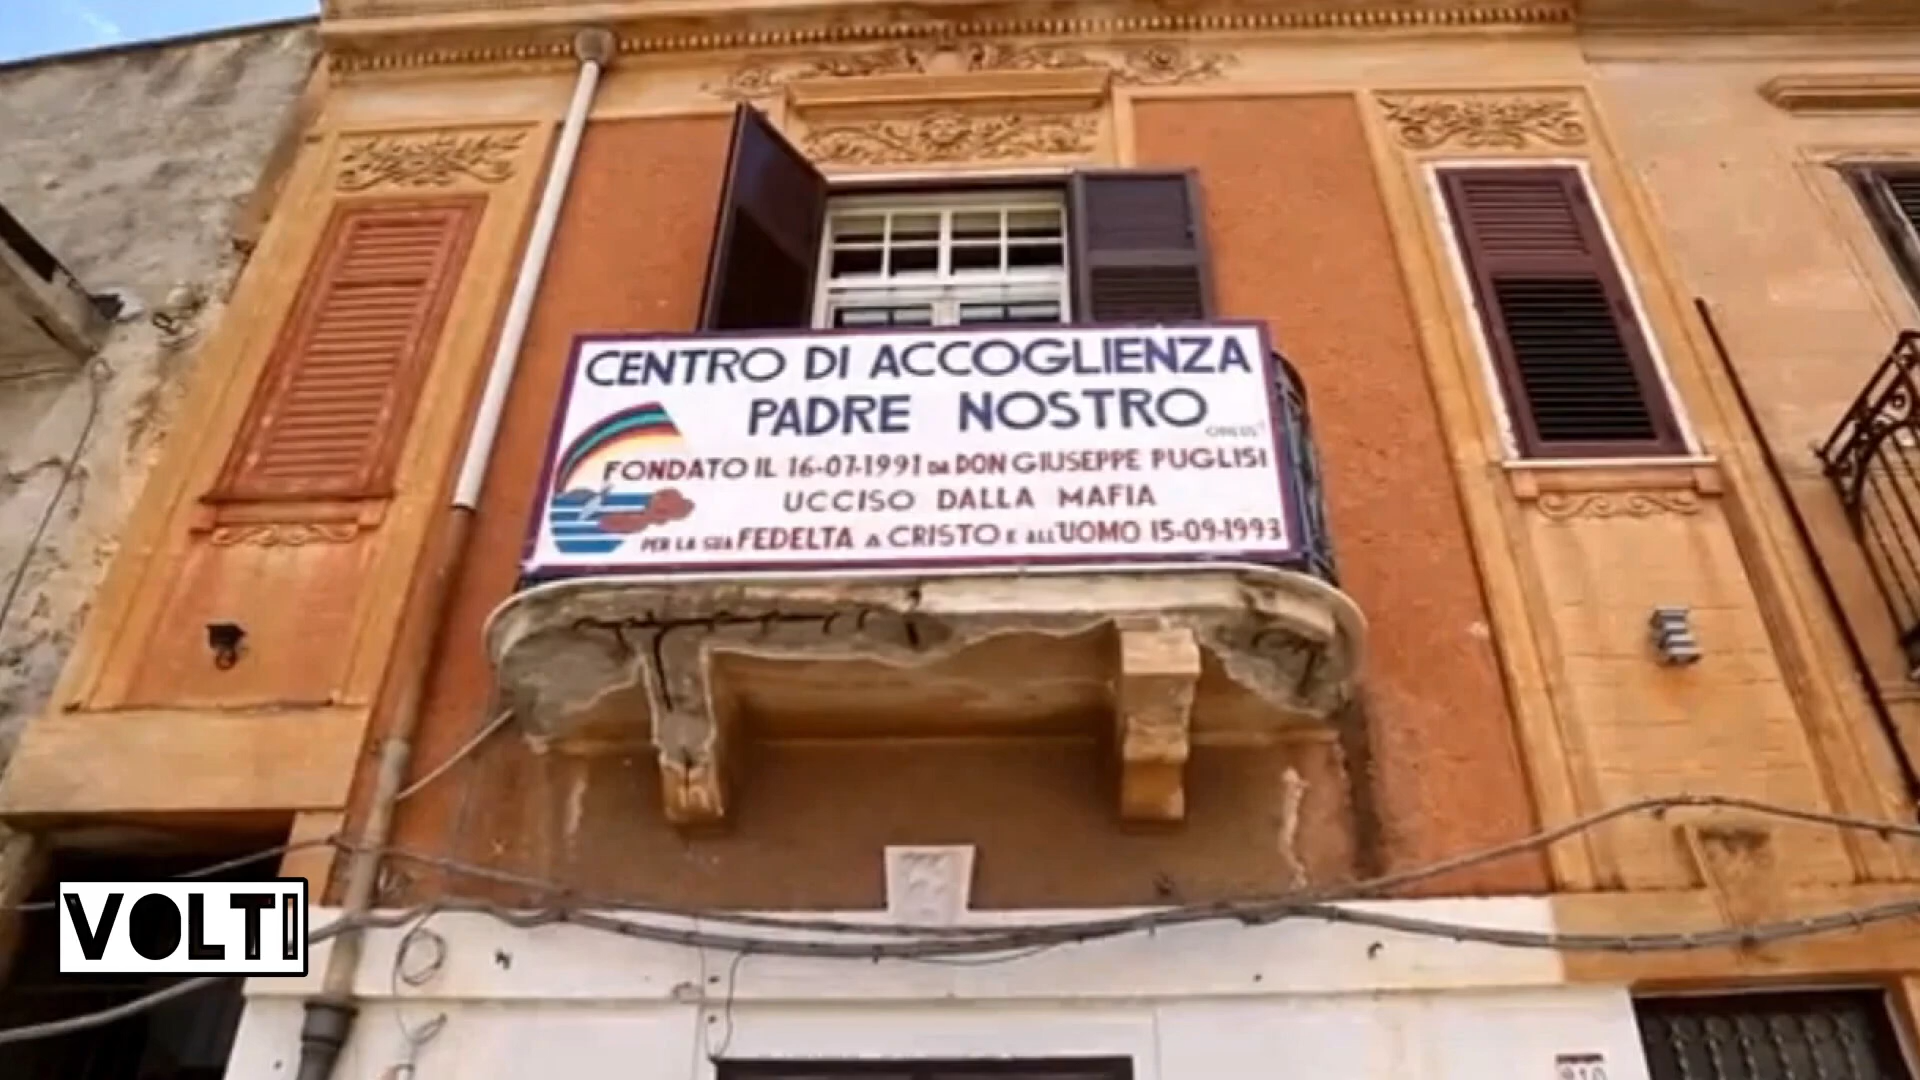 CENTRO DI ACCOGLIENZA
PADRE NOSTRO
FONDATO IL 16-07-1991 DA DON GIUSEPPE PUGLISI
UCCISO DALLA MAFIA
PER LA SUA FEDELTA A CRISTO E ALL'UOMO 15-09-1993
VOLTI